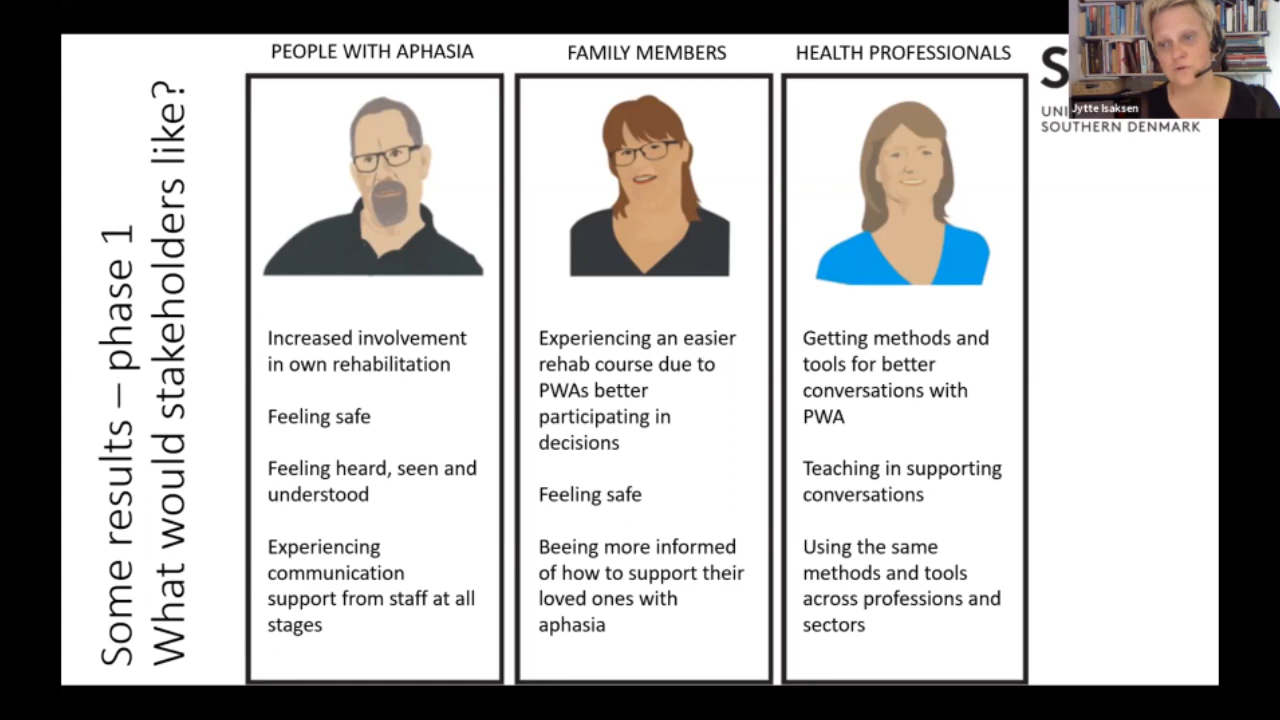 Some results – phase 1
What would stakeholders like?
PEOPLE WITH APHASIA
Increased involvement
in own rehabilitation
Feeling safe
Feeling heard, seen and
understood
Experiencing
communication
support from staff at all
stages
FAMILY MEMBERS
Experiencing an easier
rehab course due to
PWAs better
participating in
decisions
Feeling safe
Beeing more informed
of how to support their
loved ones with
aphasia
HEALTH PROFESSIONALS
Getting methods and
tools for better
conversations with
PWA
Teaching in supporting
conversations
Using the same
methods and tools
across professions and
sectors
Jytte Isaksen
SOUTHERN DENMARK